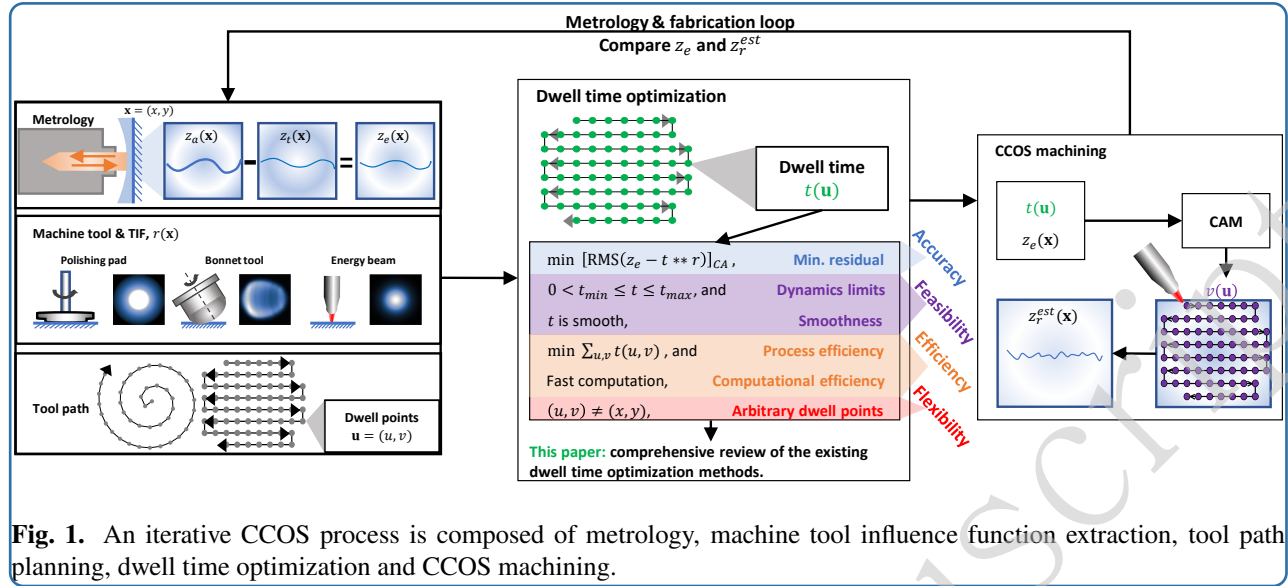 Metrology & fabrication loop
Compare z_e and z_r^{est}
Metrology
𝐱 = (x, y)
z_a(𝐱)
-
z_t(𝐱)
=
z_e(𝐱)
Machine tool & TIF, r(𝐱)
Polishing pad
Bonnet tool
Energy beam
Tool path
Dwell points
𝐮 = (u, v)
Dwell time optimization
Dwell time
t(𝐮)
min [RMS(z_e − t ∗∗ r)]_{CA}, Min. residual
0 < t_{min} ≤ t ≤ t_{max}, and Dynamics limits
t is smooth, Smoothness
min ∑_{u,v} t(u, v) , and Process efficiency
Fast computation, Computational efficiency
(u, v) ≠ (x, y), Arbitrary dwell points
Accuracy
Feasibility
Efficiency
Flexibility
This paper: comprehensive review of the existing
dwell time optimization methods.
CCOS machining
t(𝐮)
z_e(𝐱)
CAM
v(𝐮)
z_r^{est}(𝐱)
Fig. 1. An iterative CCOS process is composed of metrology, machine tool influence function extraction, tool path
planning, dwell time optimization and CCOS machining.